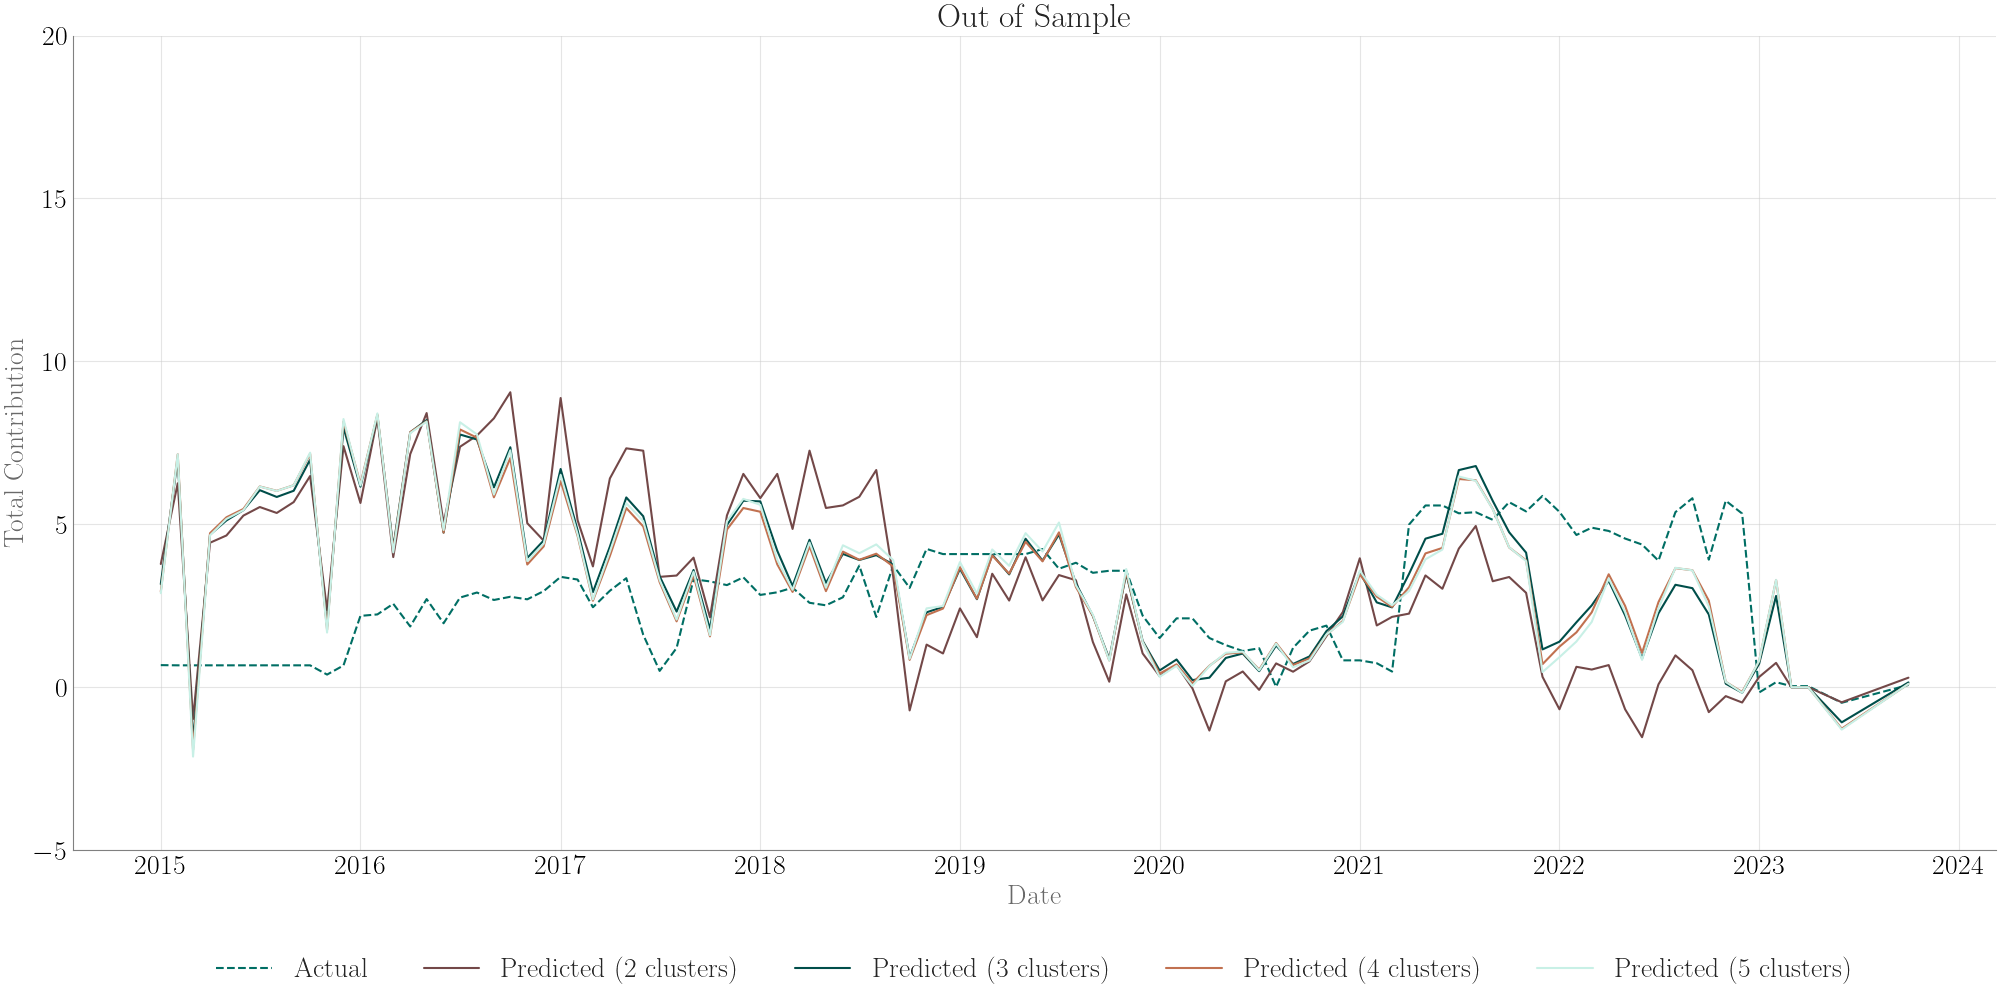 Out of Sample
20
15
10
5
0
−5
Total Contribution
2015 2016 2017 2018 2019 2020 2021 2022 2023 2024
Date
Actual Predicted (2 clusters) Predicted (3 clusters) Predicted (4 clusters) Predicted (5 clusters)